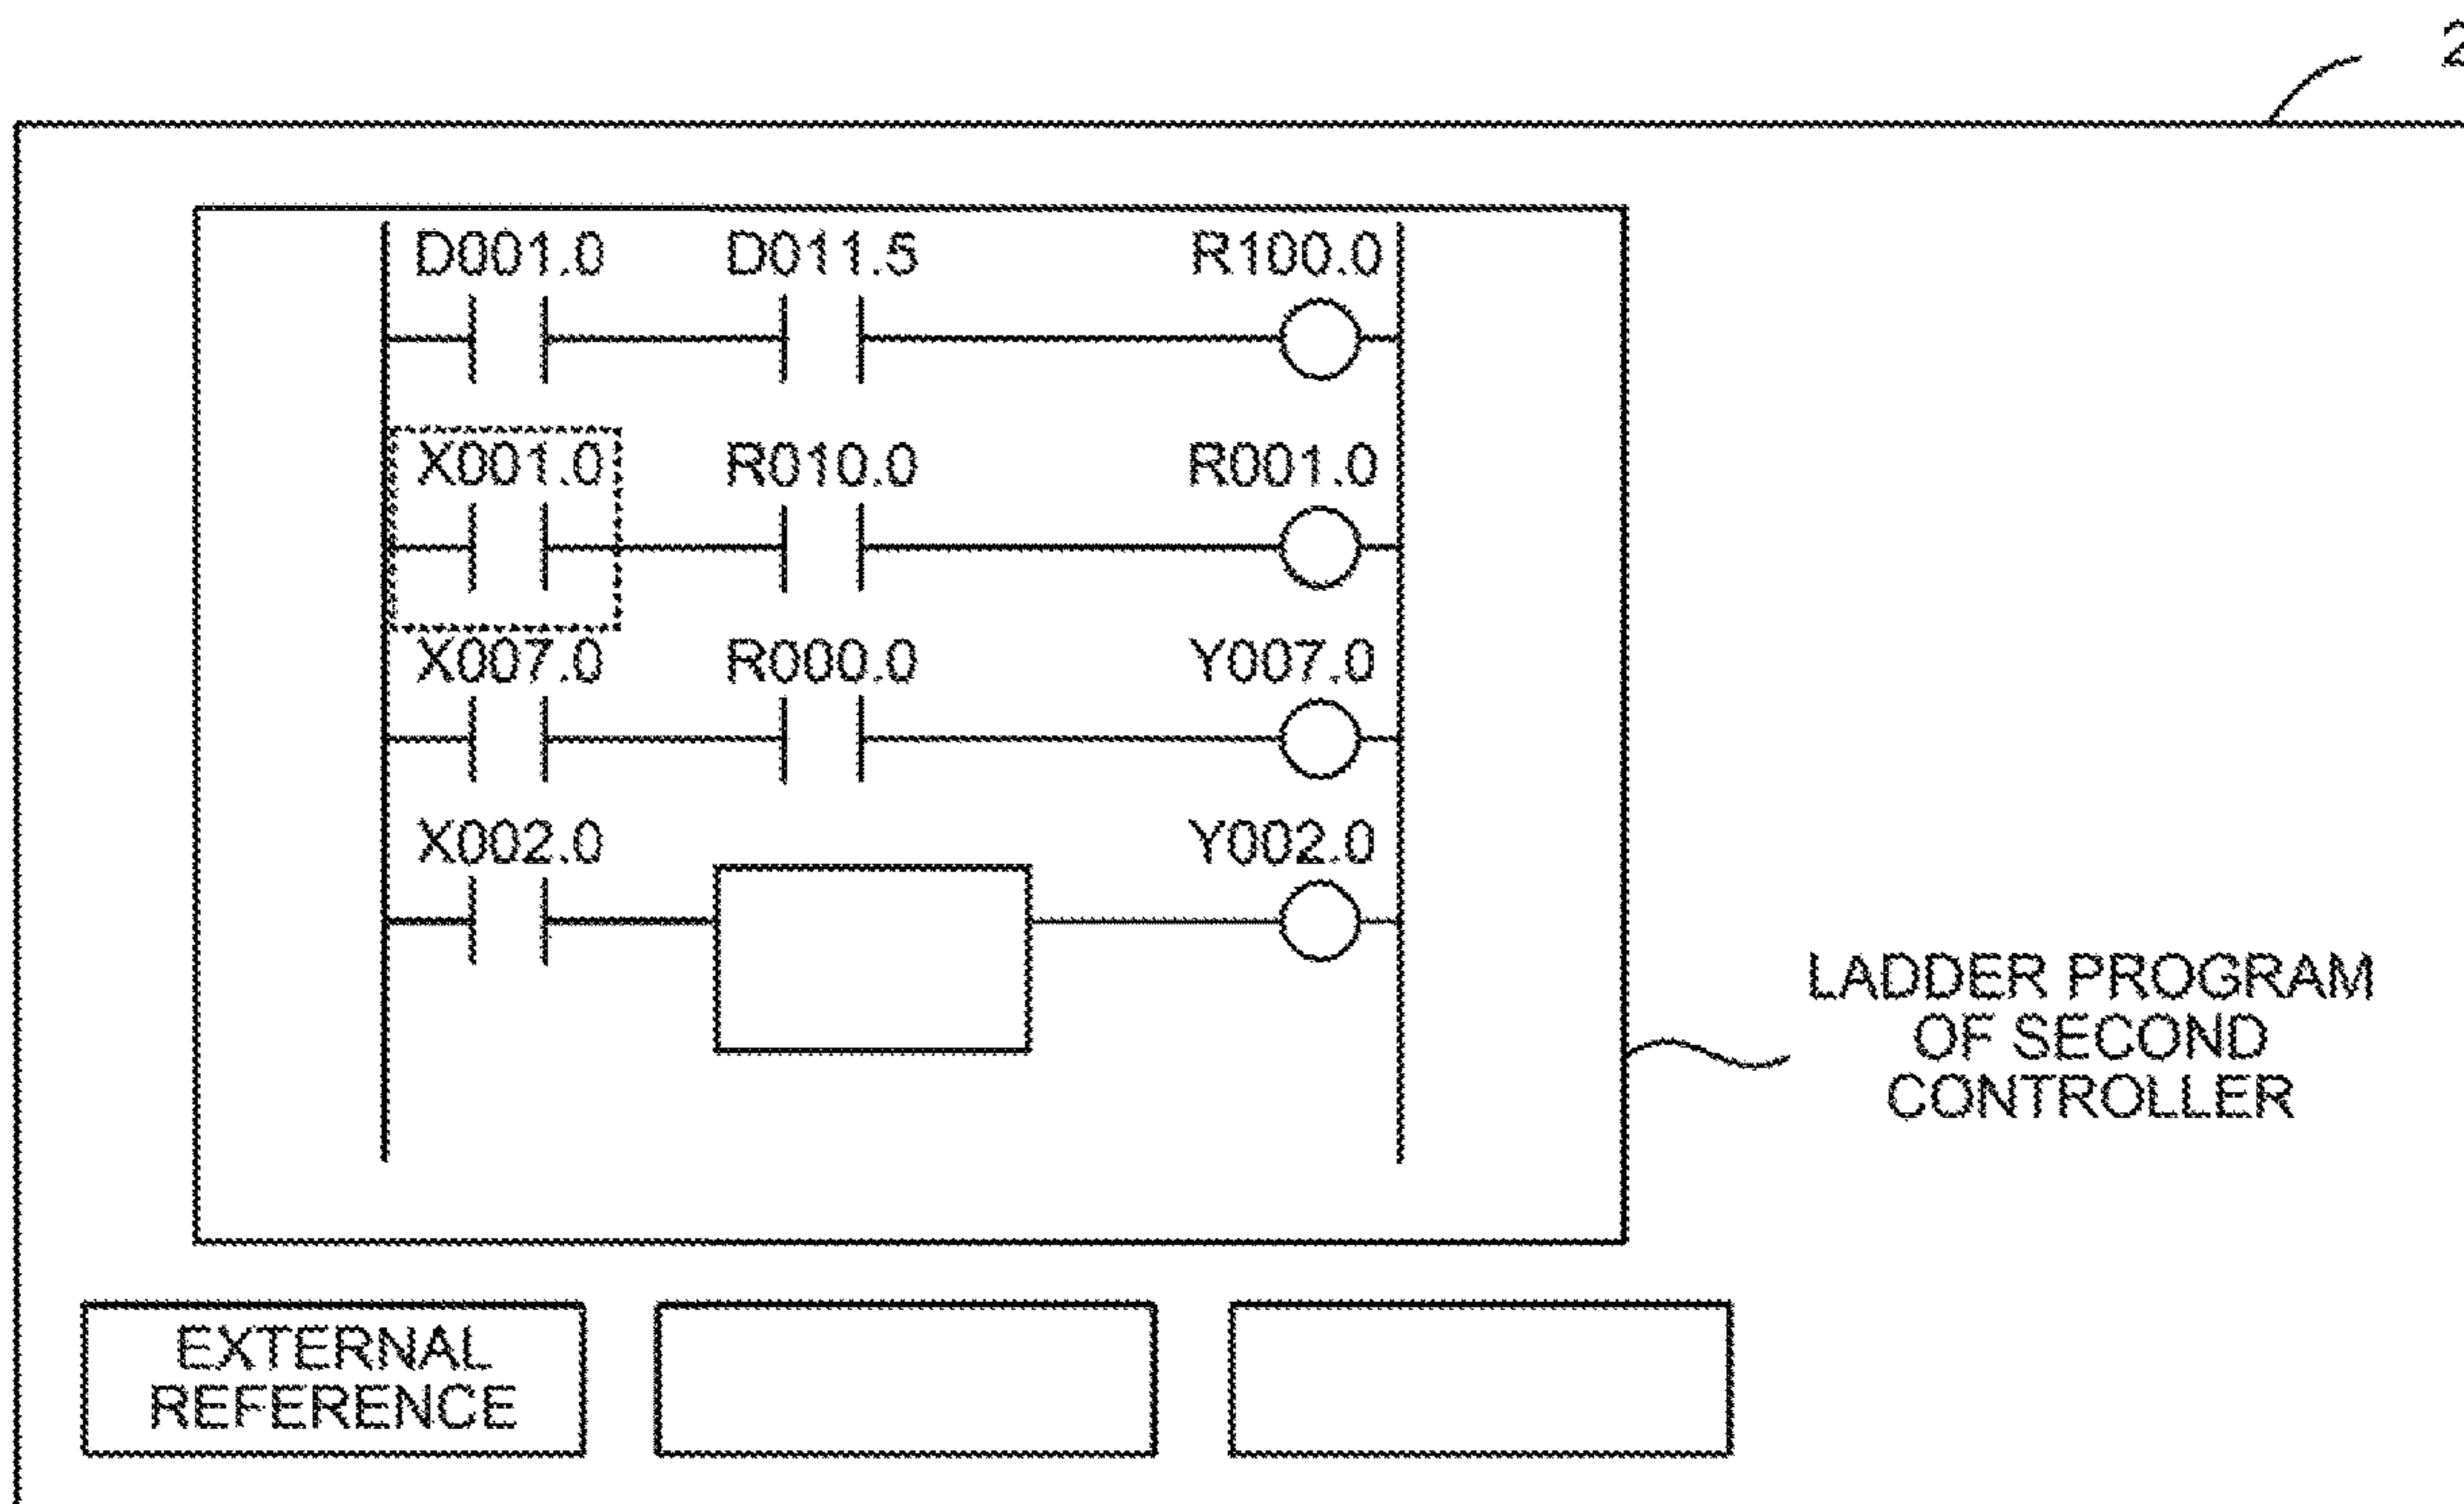 2
D001.0 D011.5 R100.0
X001.0 R010.0 R001.0
X007.0 R000.0 Y007.0
X002.0 Y002.0
LADDER PROGRAM
OF SECOND
CONTROLLER
EXTERNAL
REFERENCE